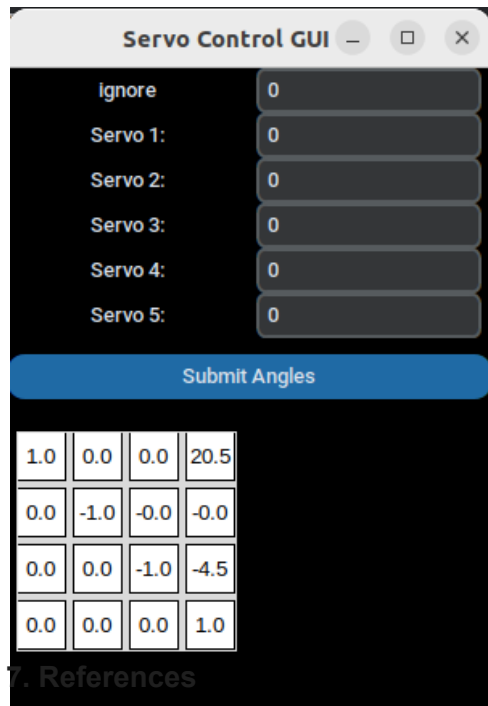 Servo Control GUI
ignore 0
Servo 1: 0
Servo 2: 0
Servo 3: 0
Servo 4: 0
Servo 5: 0
Submit Angles
1.0 0.0 0.0 20.5
0.0 -1.0 -0.0 -0.0
0.0 0.0 -1.0 -4.5
0.0 0.0 0.0 1.0
7. References